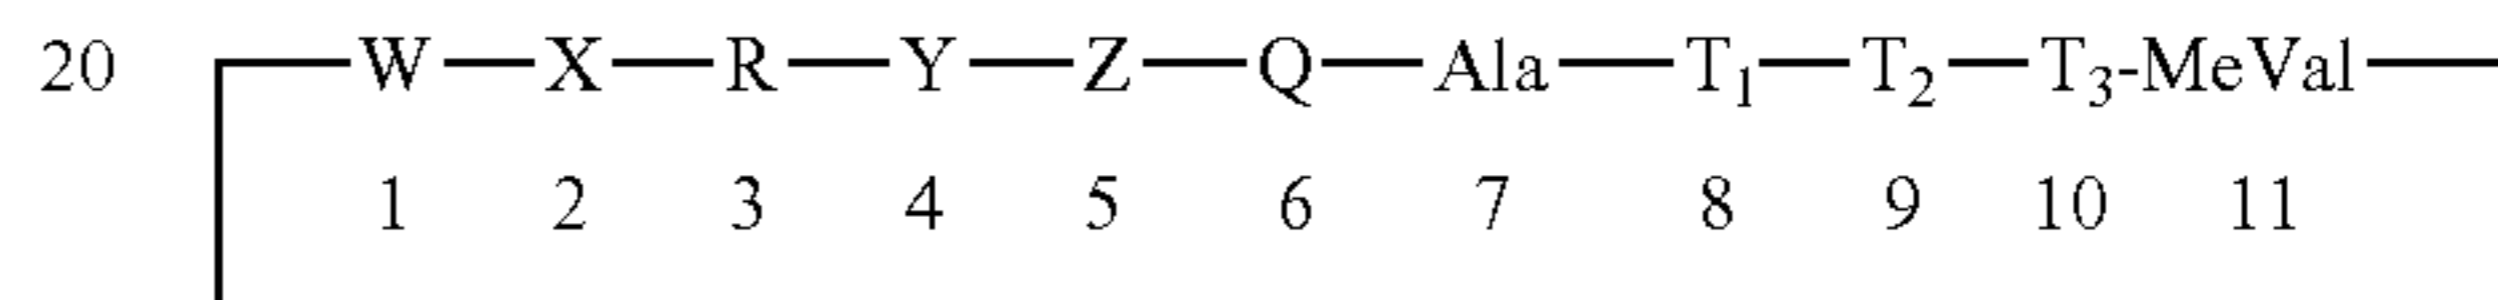 20 W—X—R—Y—Z—Q—Ala—T₁—T₂—T₃-MeVal
1 2 3 4 5 6 7 8 9 10 11